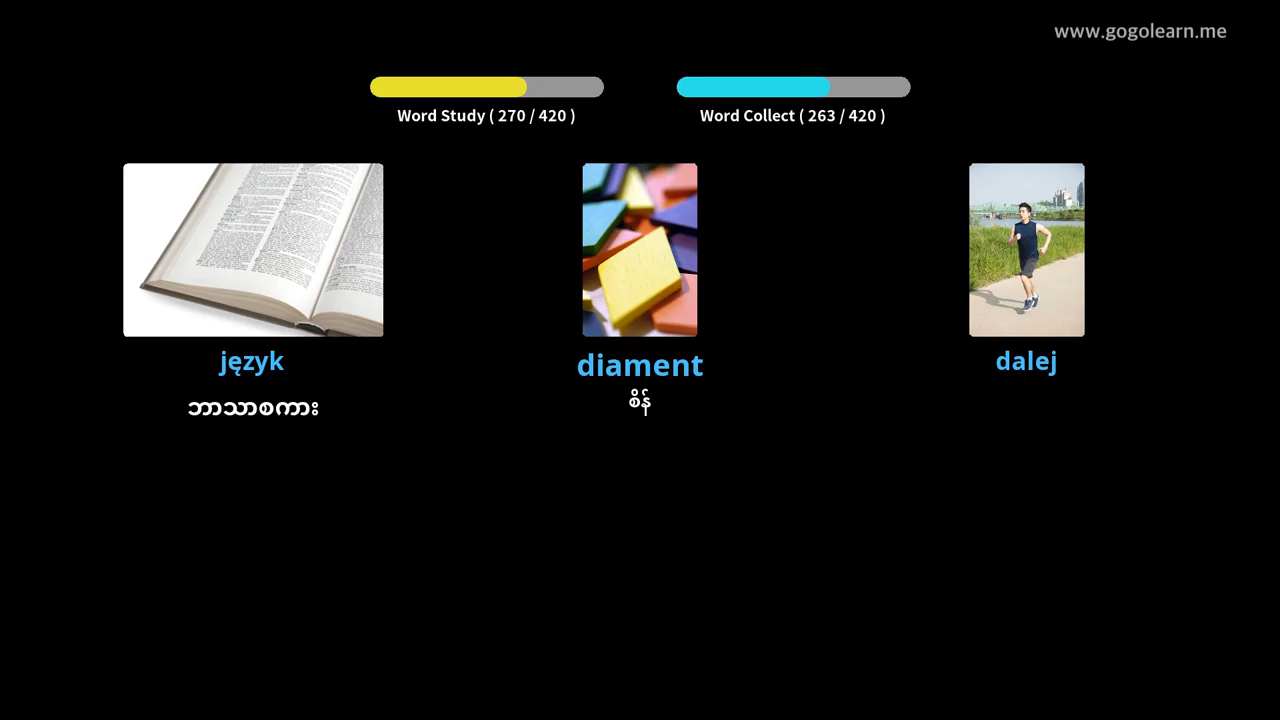 www.gogolearn.me
Word Study ( 270 / 420 )
Word Collect ( 263 / 420 )
język
ဘာသာစကား
diament
စိန်
dalej